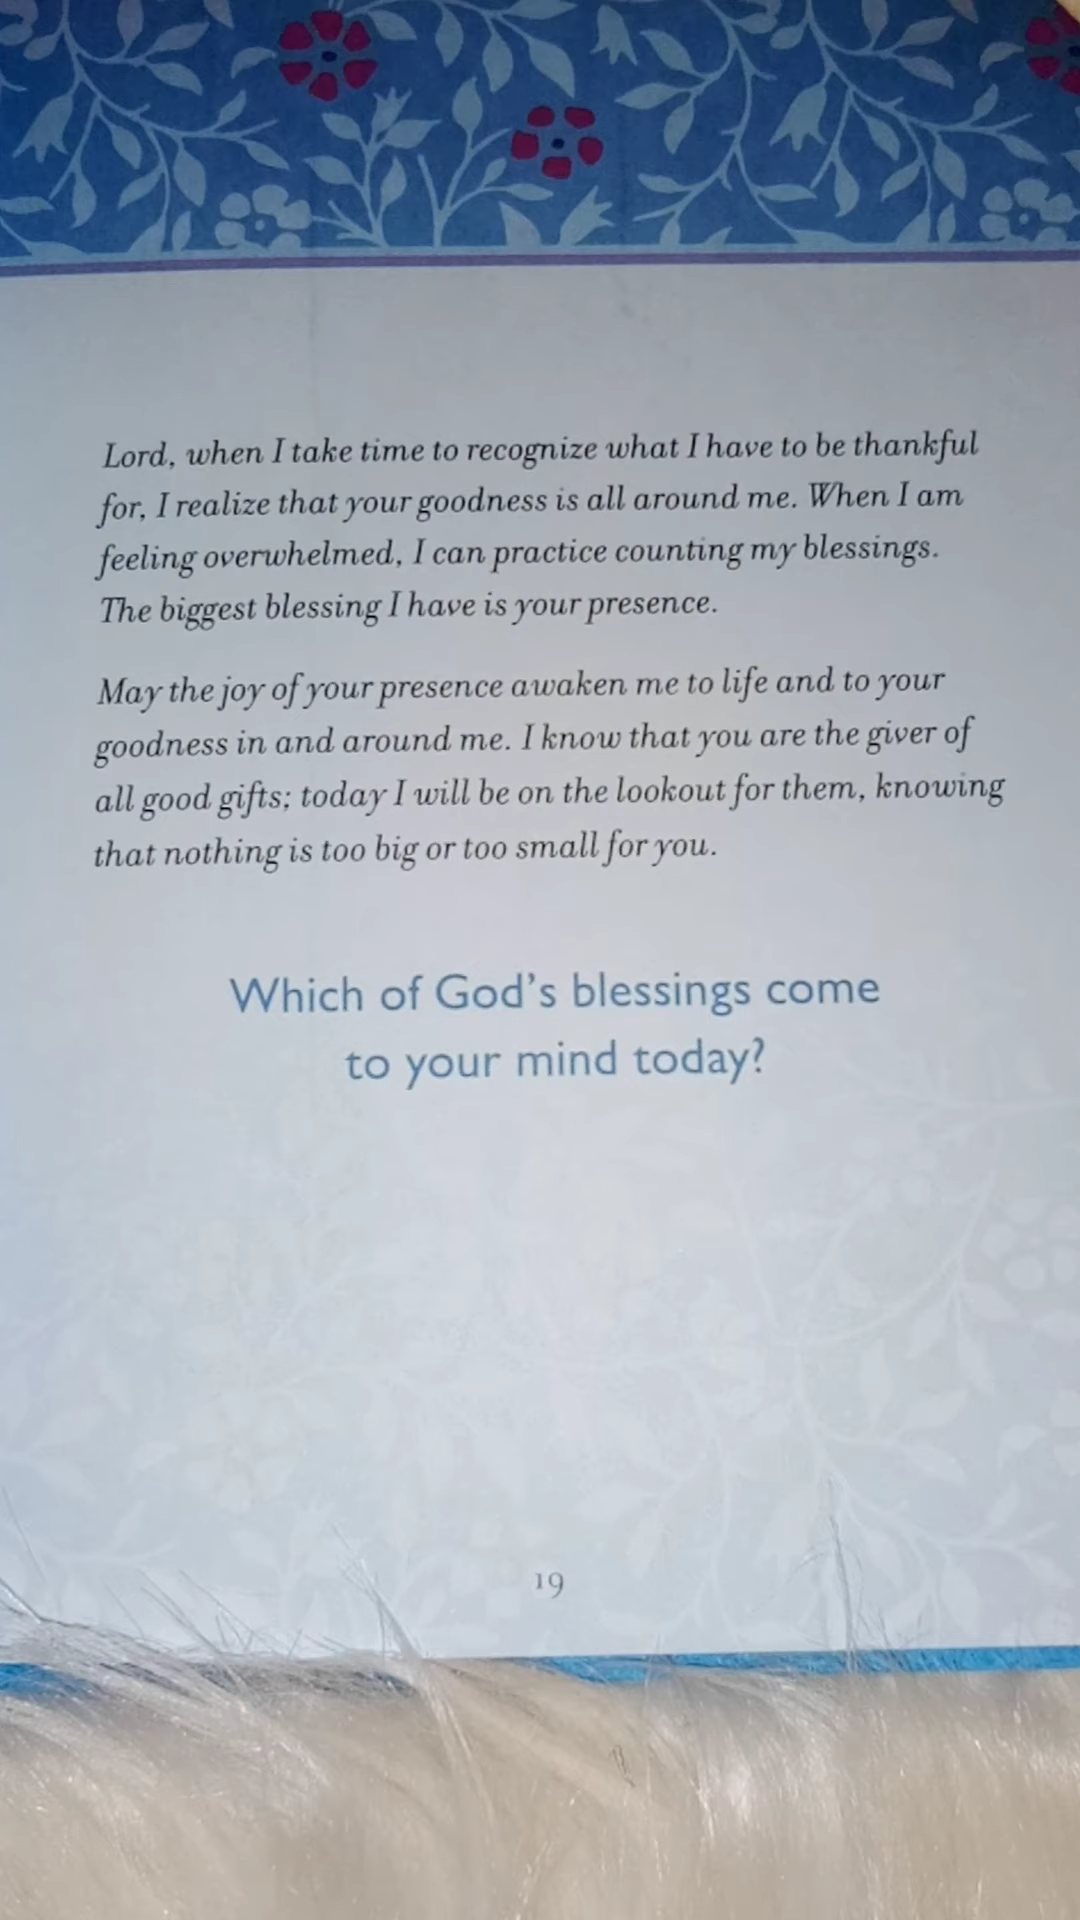 Lord, when I take time to recognize what I have to be thankful
for, I realize that your goodness is all around me. When I am
feeling overwhelmed, I can practice counting my blessings.
The biggest blessing I have is your presence.
May the joy of your presence awaken me to life and to your
goodness in and around me. I know that you are the giver of
all good gifts; today I will be on the lookout for them, knowing
that nothing is too big or too small for you.
Which of God's blessings come
to your mind today?
19